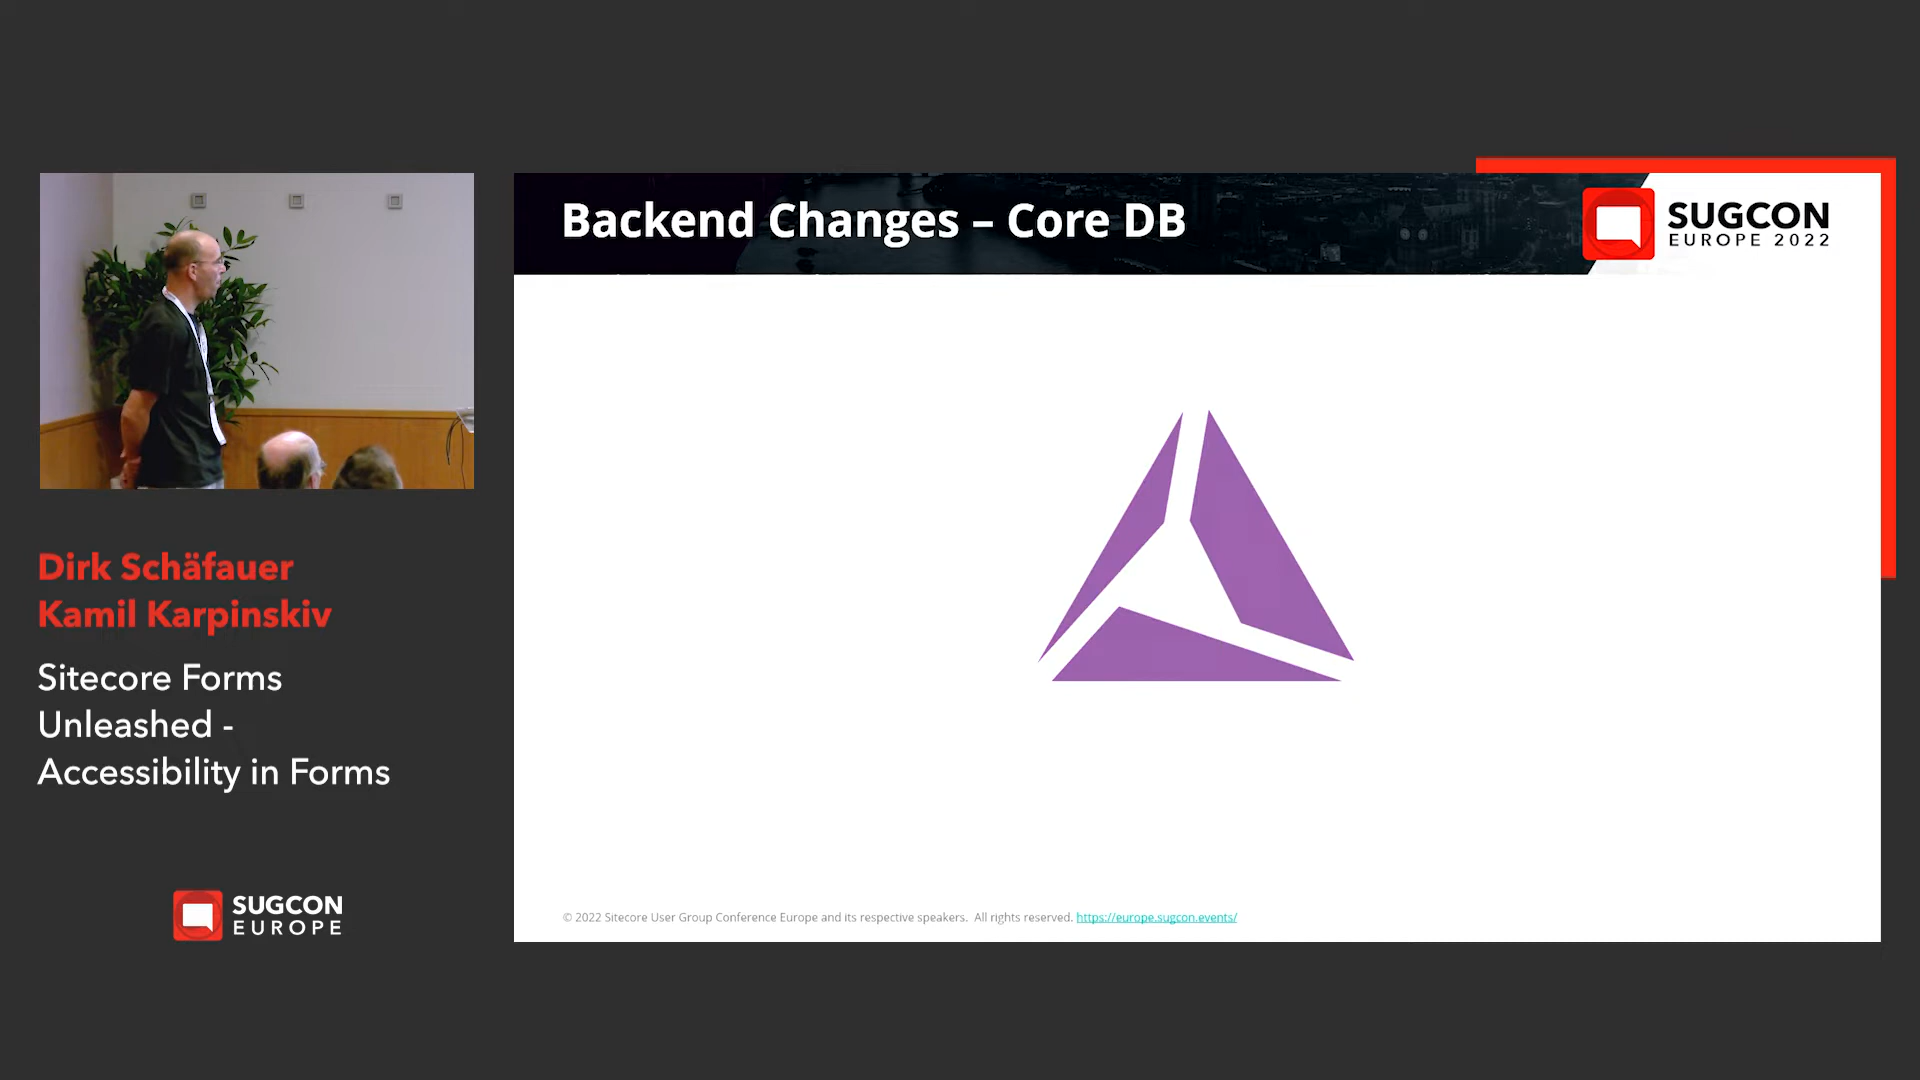 Backend Changes – Core DB
SUGCON
EUROPE 2022
Dirk Schäfauer
Kamil Karpinskiv
Sitecore Forms
Unleashed -
Accessibility in Forms
SUGCON
EUROPE
© 2022 Sitecore User Group Conference Europe and its respective speakers. All rights reserved. https://europe.sugcon.events/